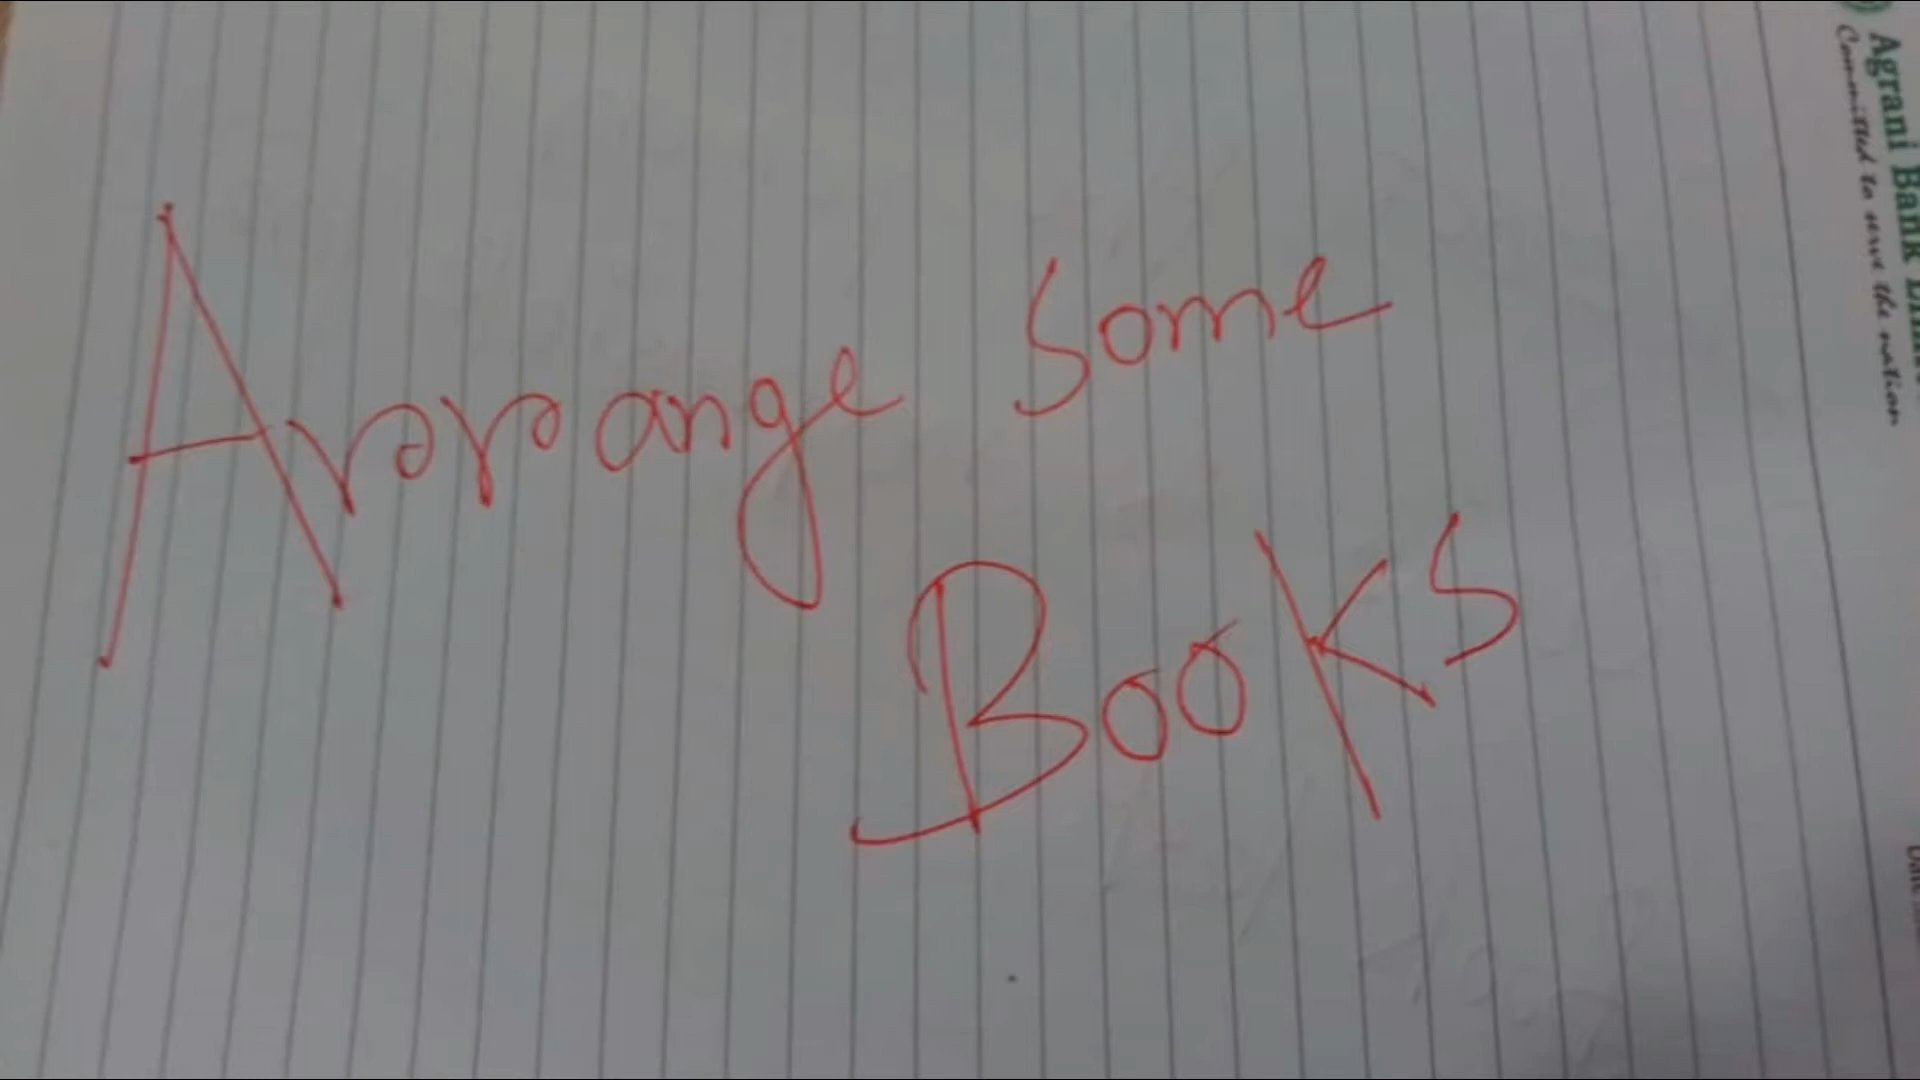 Arrange Some
Books
Agrani Bank
Committed to serve the nation